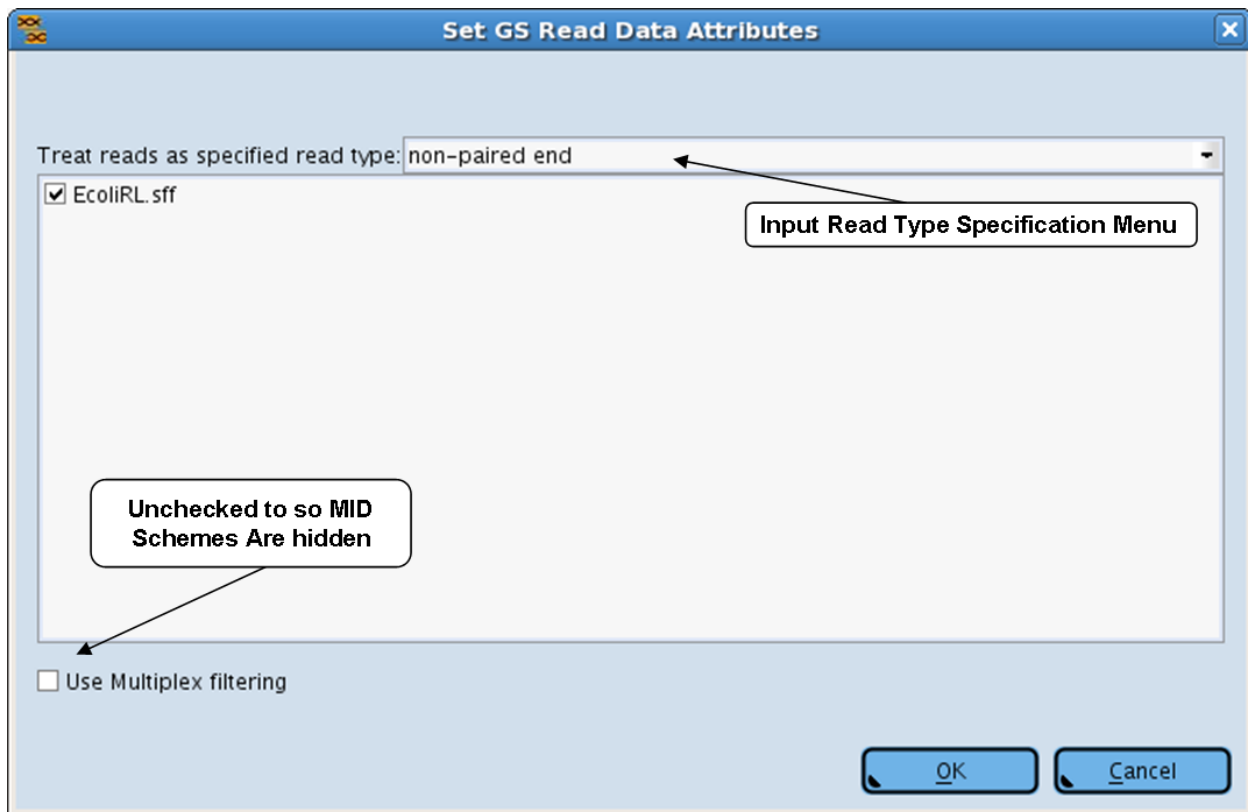 Set GS Read Data Attributes
Treat reads as specified read type: non-paired end
EcoliRL.sff
Input Read Type Specification Menu
Unchecked to so MID
Schemes Are hidden
Use Multiplex filtering
OK
Cancel